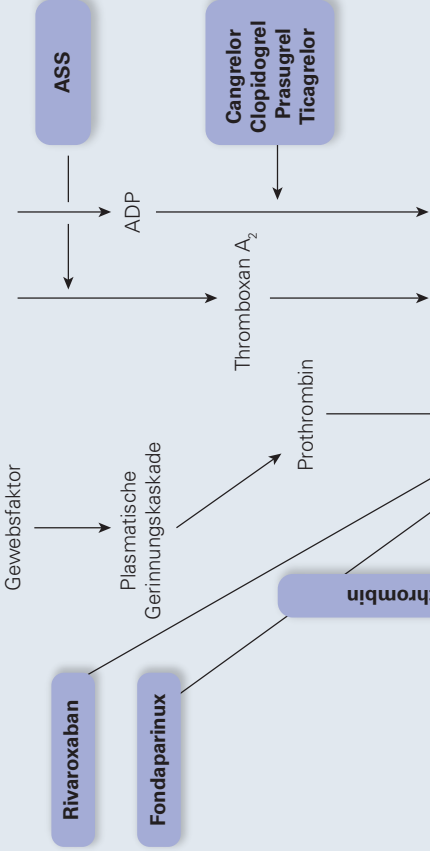 Gewebsfaktor
Plasmatische
Gerinnungskaskade
Prothrombin
Thromboxan A₂
ADP
ASS
Cangrelor
Clopidogrel
Prasugrel
Ticagrelor
Rivaroxaban
Fondaparinux